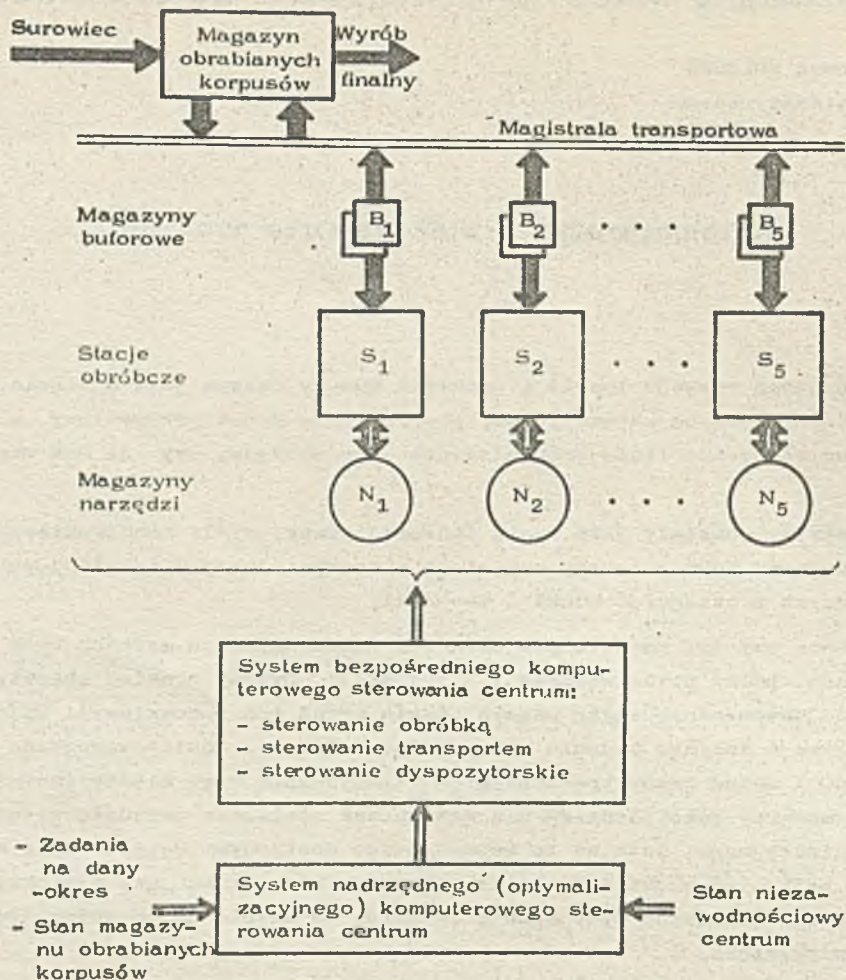 Surowiec
Magazyn
obrabianych
korpusów
Wyrób
finalny
Magistrala transportowa
Magazyny
buforowe
B1
B2
. . . .
B5
Stacje
obróbcze
S1
S2
. . .
S5
Magazyny
narzędzi
N1
N2
. . . .
N5
System bezpośredniego kompu-
terowego sterowania centrum:
- sterowanie obróbką
- sterowanie transportem
- sterowanie dyspozytorskie
- Zadania
na dany
okres
- Stan magazy-
nu obrabianych
korpusów
System nadrzędnego (optymali-
zacyjnego) komputerowego ste-
rowania centrum
Stan nieza-
wodnościowy
centrum